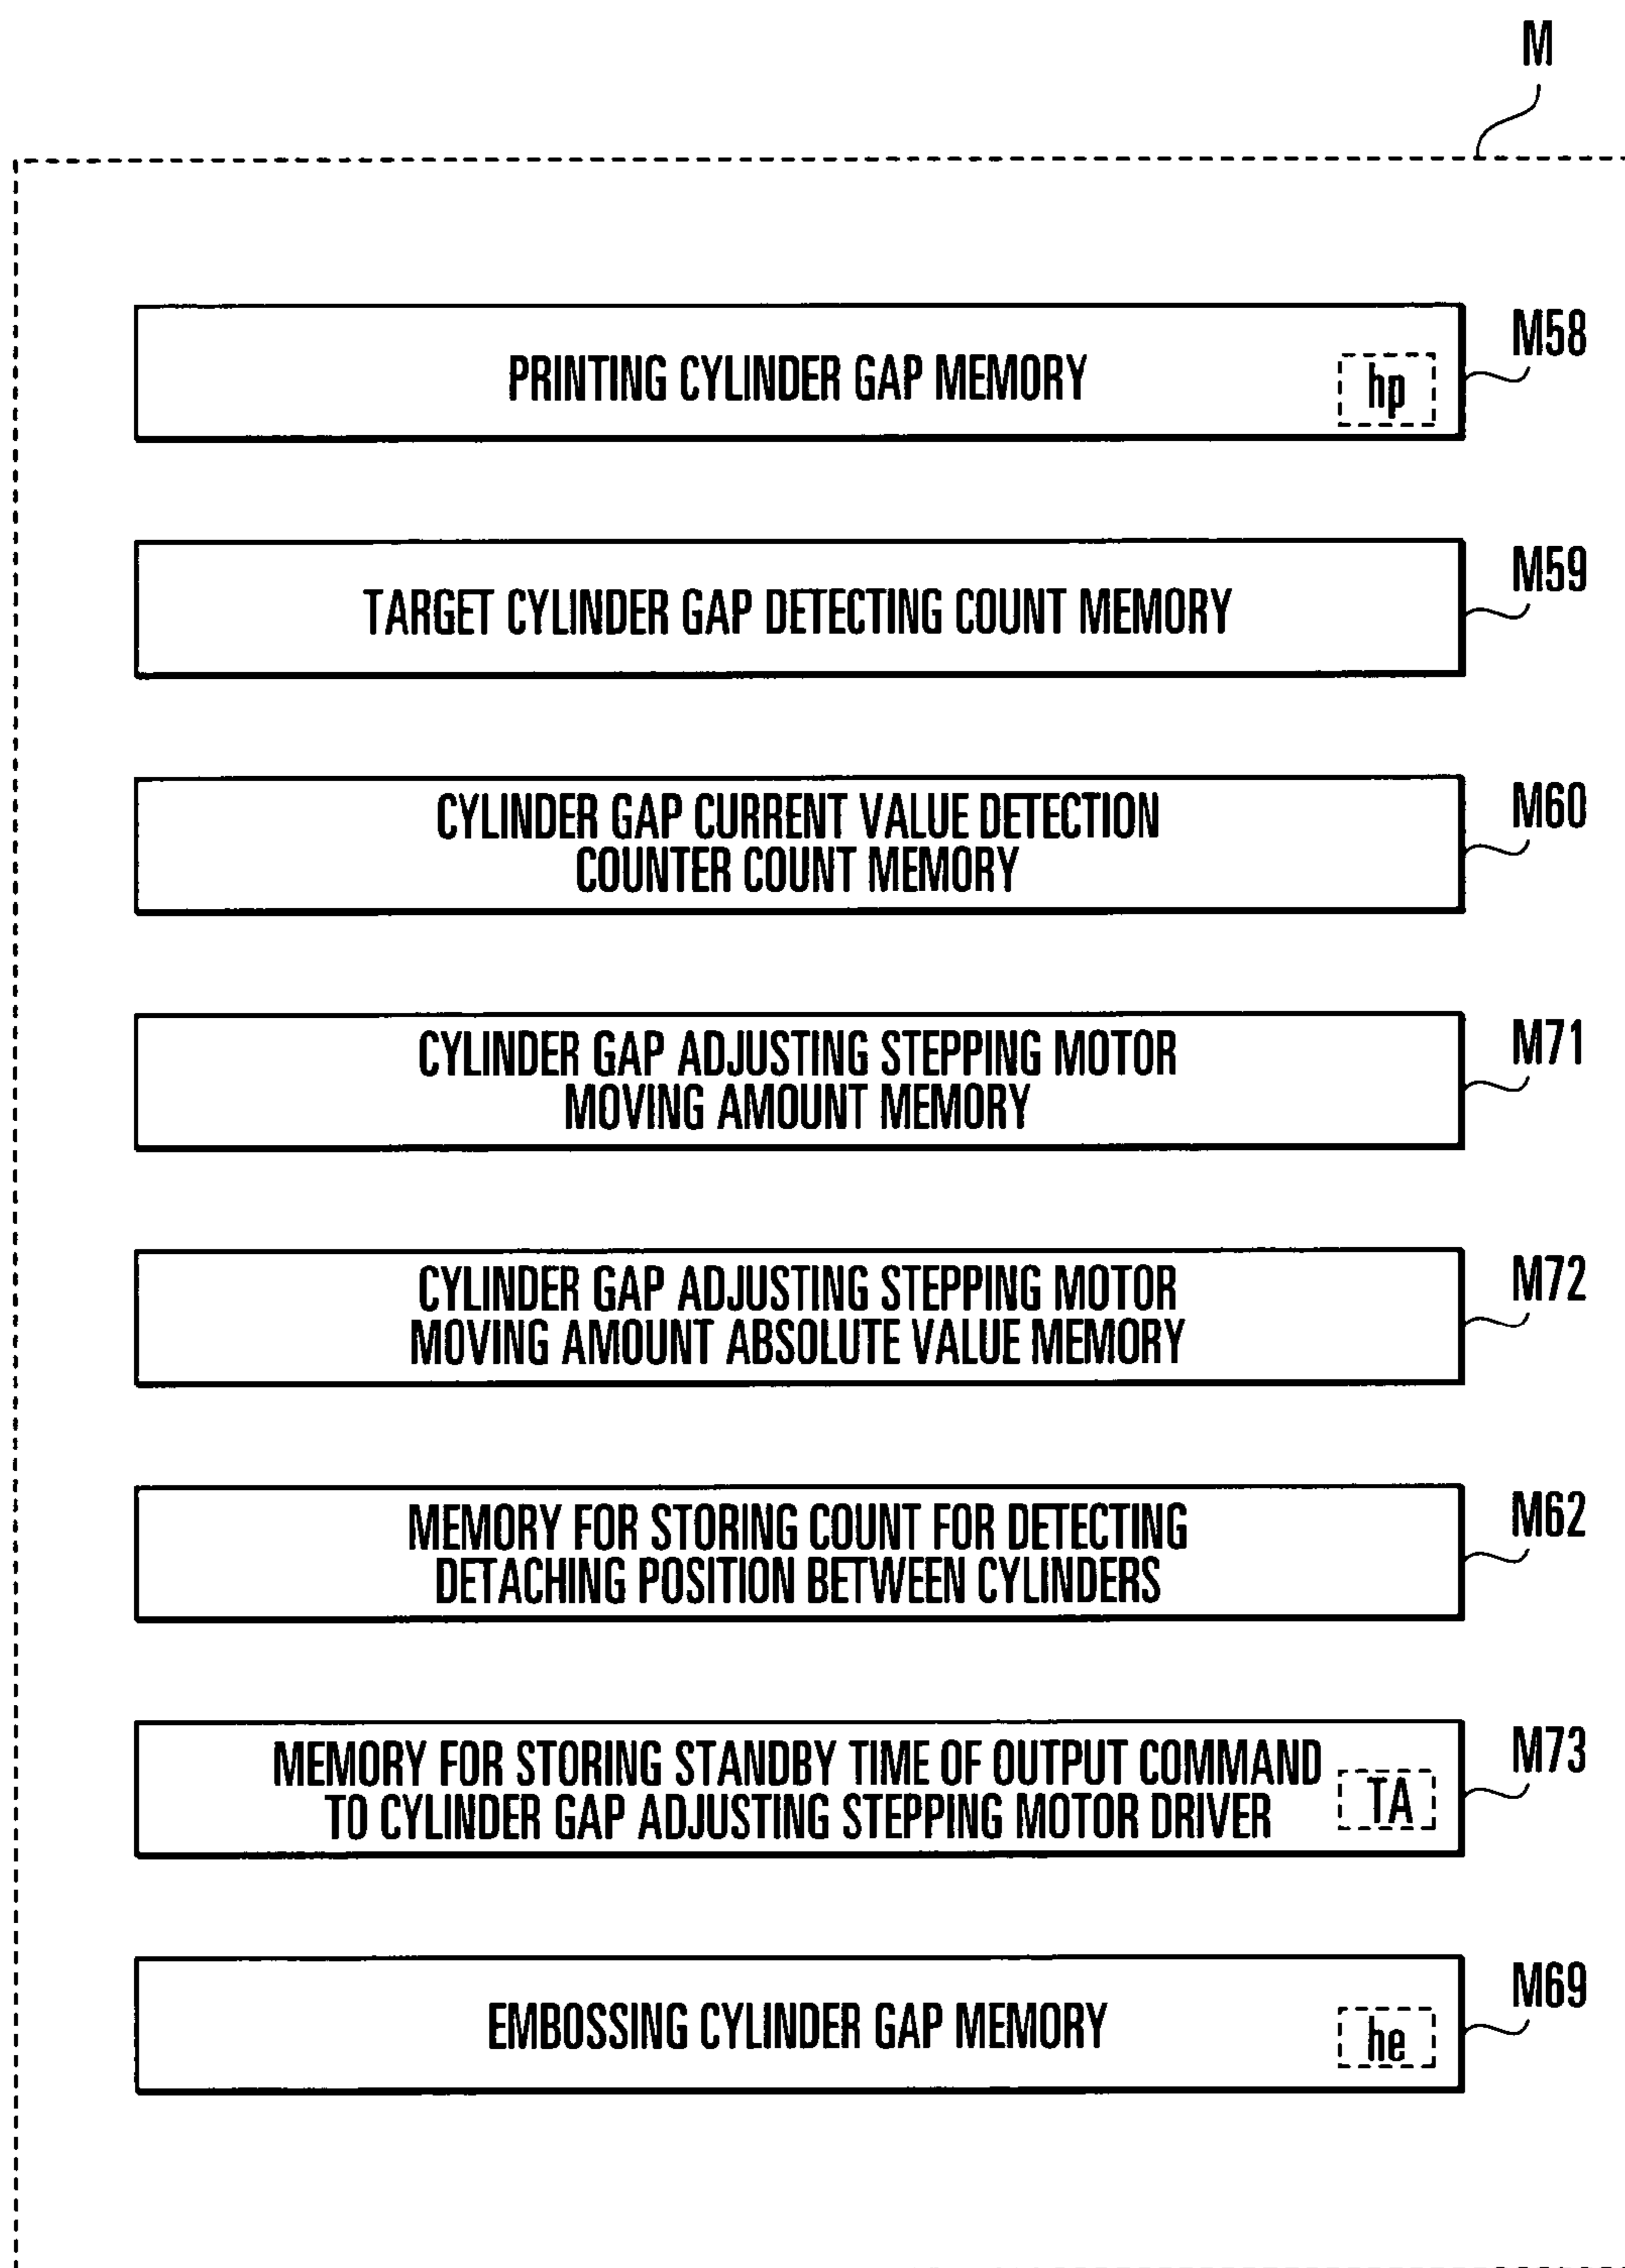 M
PRINTING CYLINDER GAP MEMORY
hp
M58
TARGET CYLINDER GAP DETECTING COUNT MEMORY
M59
CYLINDER GAP CURRENT VALUE DETECTION
COUNTER COUNT MEMORY
M60
CYLINDER GAP ADJUSTING STEPPING MOTOR
MOVING AMOUNT MEMORY
M71
CYLINDER GAP ADJUSTING STEPPING MOTOR
MOVING AMOUNT ABSOLUTE VALUE MEMORY
M72
MEMORY FOR STORING COUNT FOR DETECTING
DETACHING POSITION BETWEEN CYLINDERS
M62
MEMORY FOR STORING STANDBY TIME OF OUTPUT COMMAND
TO CYLINDER GAP ADJUSTING STEPPING MOTOR DRIVER
TA
M73
EMBOSSING CYLINDER GAP MEMORY
he
M69